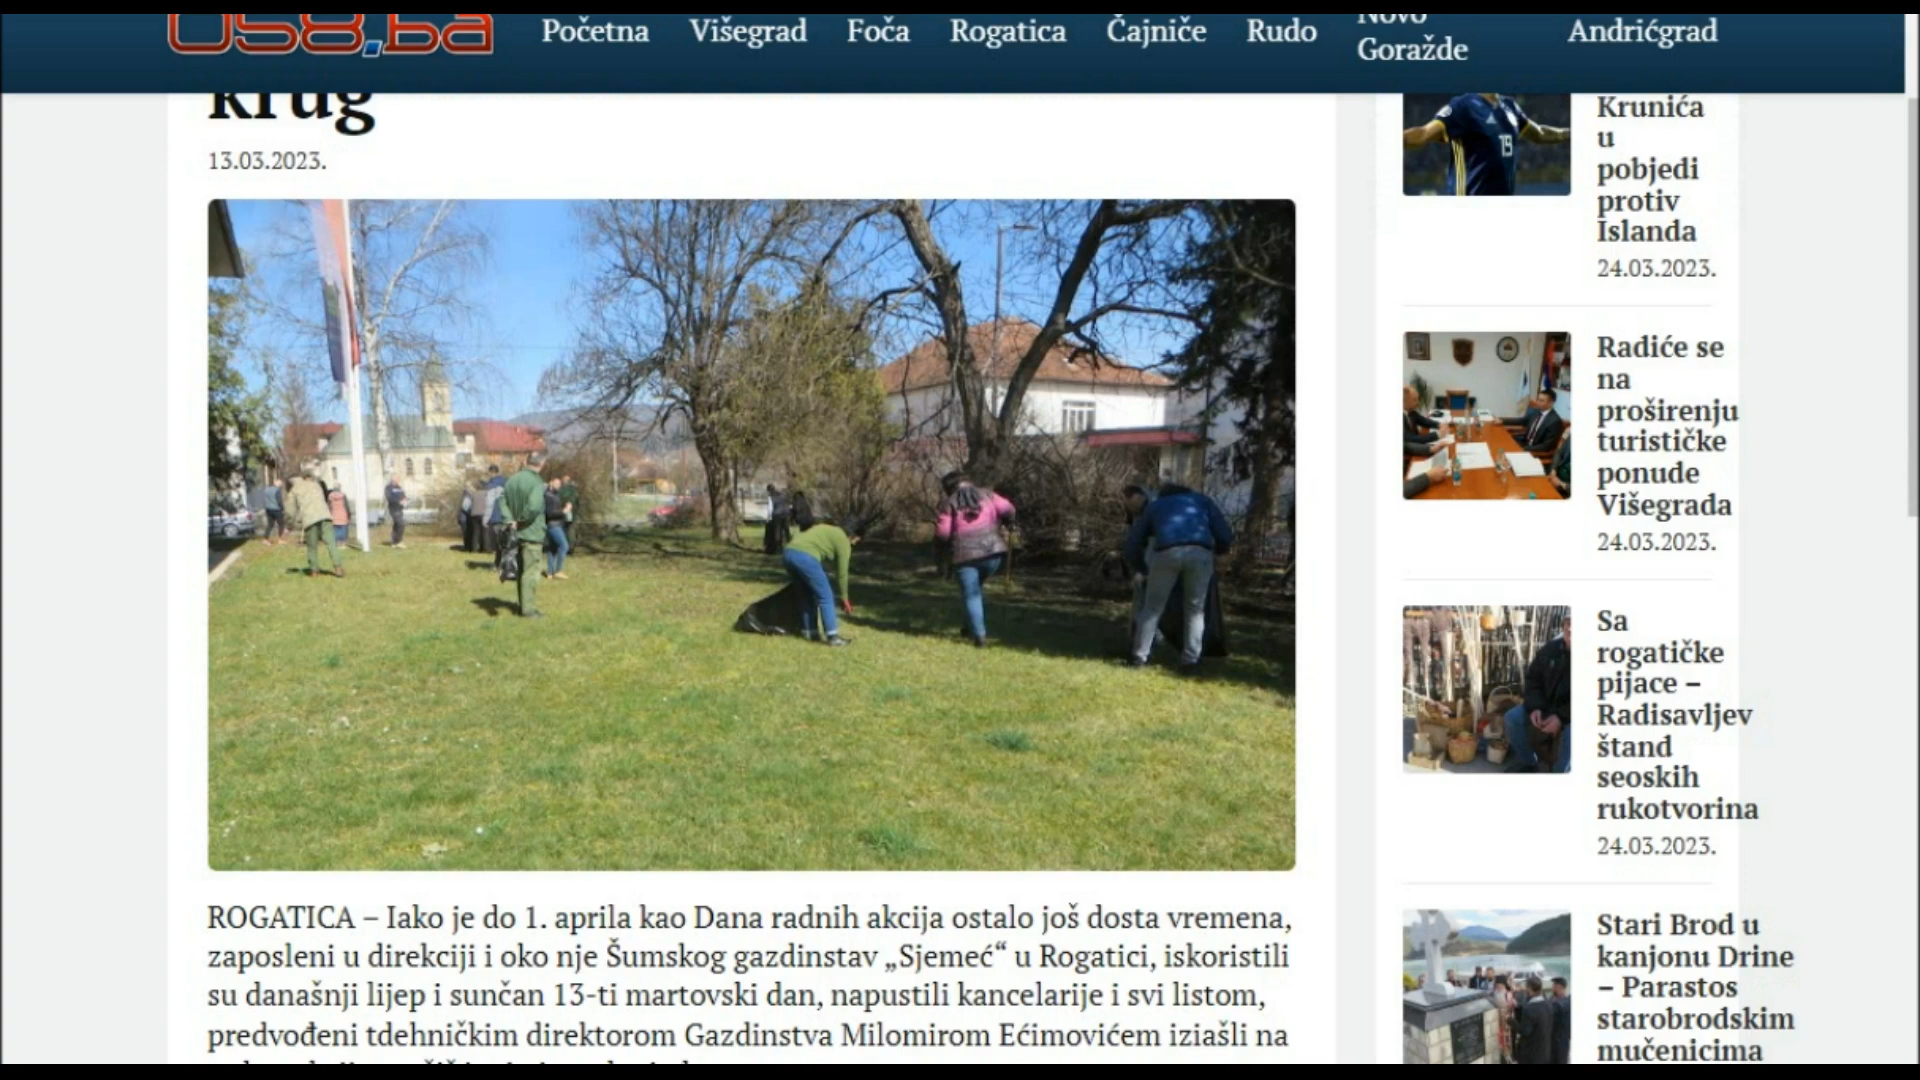 058.ba
Početna Višegrad Foča Rogatica Čajniče Rudo Novo Goražde Andrićgrad
krug
13.03.2023.
ROGATICA – Iako je do 1. aprila kao Dana radnih akcija ostalo još dosta vremena,
zaposleni u direkciji i oko nje Šumskog gazdinstav „Sjemeć“ u Rogatici, iskoristili
su današnji lijep i sunčan 13-ti martovski dan, napustili kancelarije i svi listom,
predvođeni tdehničkim direktorom Gazdinstva Milomirom Ećimovićem iziašli na
19
Krunića
u
pobjedi
protiv
Islanda
24.03.2023.
Radiće se
na
proširenju
turističke
ponude
Višegrada
24.03.2023.
Sa
rogatičke
pijace –
Radisavljev
štand
seoskih
rukotvorina
24.03.2023.
Stari Brod u
kanjonu Drine
– Parastos
starobrodskim
mučenicima